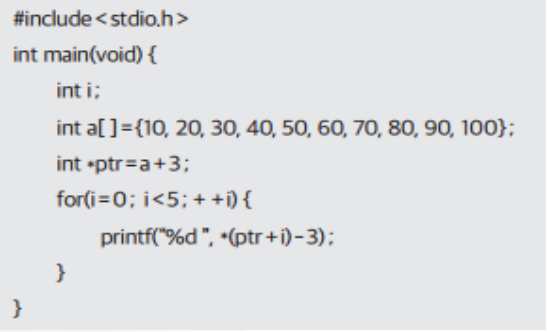 #include<stdio.h>
int main(void) {
int i;
int a[ ]={10, 20, 30, 40, 50, 60, 70, 80, 90, 100};
int *ptr=a+3;
for(i=0; i<5; + +i) {
printf("%d ", *(ptr+i)-3);
}
}